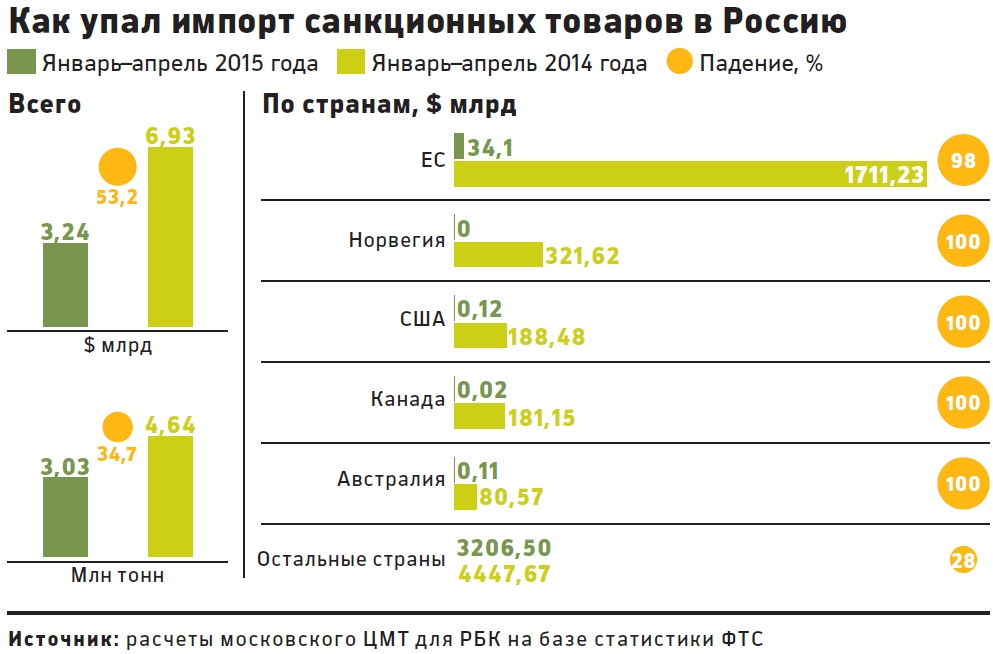 Как упал импорт санкционных товаров в Россию
Январь–апрель 2015 года Январь–апрель 2014 года Падение, %
Всего
6,93
53,2
3,24
$ млрд
4,64
34,7
3,03
Млн тонн
По странам, $ млрд
ЕС 34,1
1711,23 98
Норвегия 0
321,62 100
США 0,12
188,48 100
Канада 0,02
181,15 100
Австралия 0,11
80,57 100
Остальные страны 3206,50
4447,67 28
Источник: расчеты московского ЦМТ для РБК на базе статистики ФТС